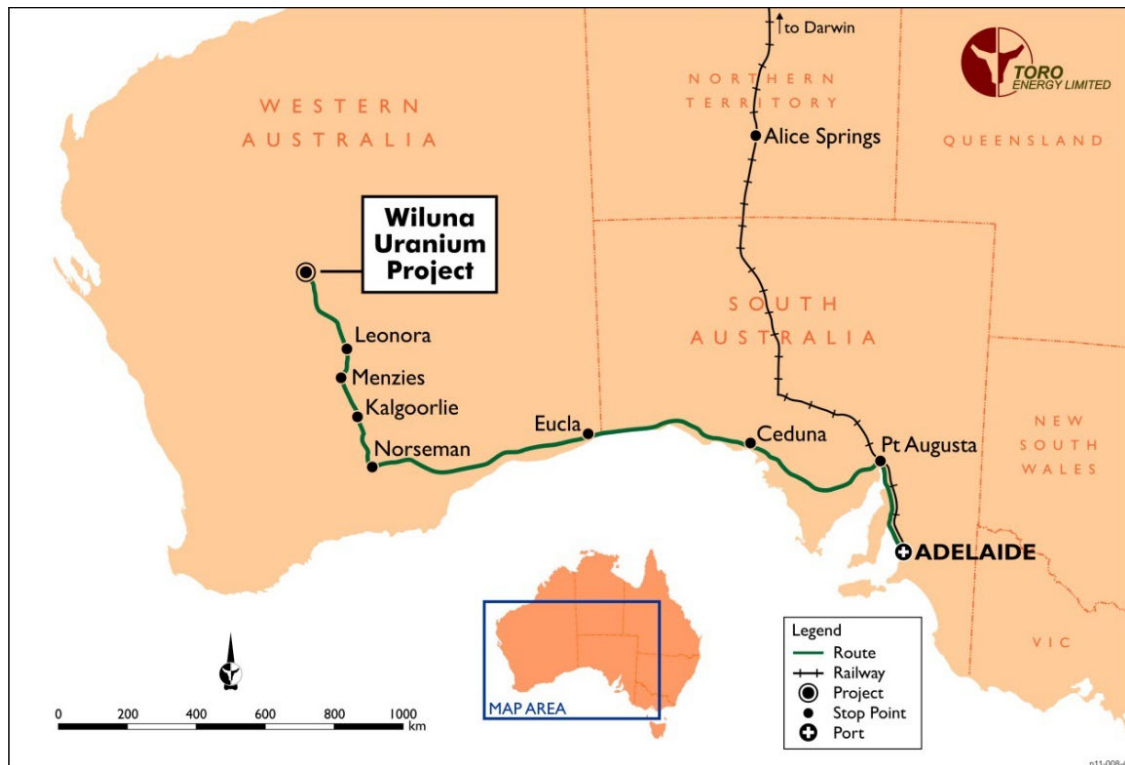 to Darwin
TORO
ENERGY LIMITED
NORTHERN
TERRITORY
WESTERN
AUSTRALIA
Alice Springs
QUEENSLAND
Wiluna
Uranium
Project
SOUTH
AUSTRALIA
Leonora
Menzies
Kalgoorlie
Norseman
Eucla
Ceduna
Pt Augusta
NEW
SOUTH
WALES
ADELAIDE
VIC
MAP AREA
Legend
Route
Railway
Project
Stop Point
Port
0 200 400 600 800 1000
km